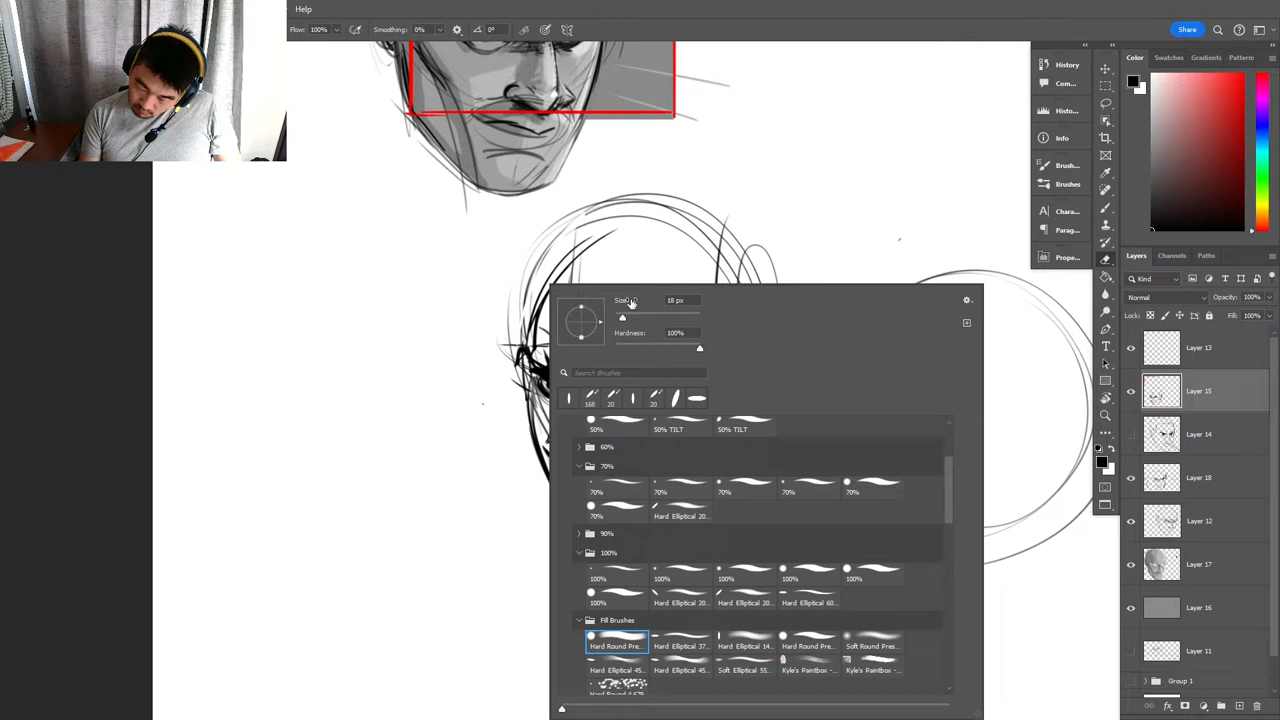 Help
Flow: 100% Smoothing: 0% 0° Share
History
Com...
Histo...
Info
Brush...
Brushes
Chara...
Parag...
Prope...
Color Swatches Gradients Pattern
Layers Channels Paths
Kind
Normal Opacity: 100%
Lock: Fill: 100%
Layer 13
Layer 15
Layer 14
Layer 18
Layer 12
Layer 17
Layer 16
Layer 11
Group 1
fx
Size: 18 px
Hardness: 100%
Search Brushes
168 20 20
50% 50% TILT 50% TILT
60%
70%
70% 70% 70% 70% 70%
70% Hard Elliptical 20...
90%
100%
100% 100% 100% 100% 100%
100% Hard Elliptical 20... Hard Elliptical 20... Hard Elliptical 60...
Fill Brushes
Hard Round Pre... Hard Elliptical 37... Hard Elliptical 14... Hard Round Pre... Soft Round Pres...
Hard Elliptical 45... Hard Elliptical 45... Soft Elliptical 55... Kyle's Paintbox -... Kyle's Paintbox -...